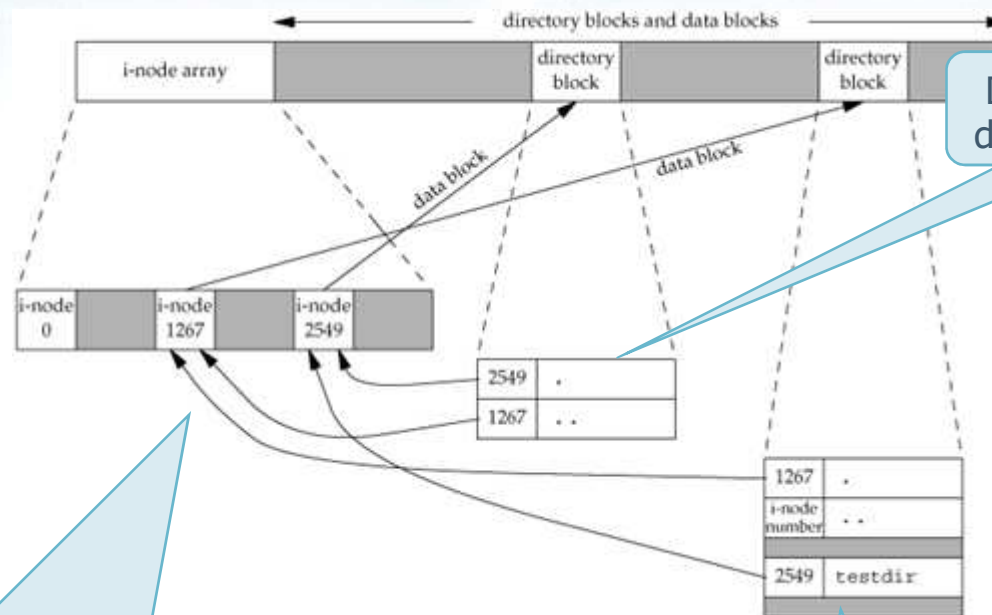 directory blocks and data blocks
i-node array
directory
block
directory
block
data block
data block
i-node
0
i-node
1267
i-node
2549
2549 .
1267 . .
1267 .
i-node
number . .
2549 testdir